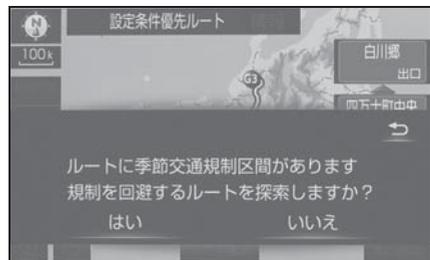 設定条件優先ルート
100k
G3
白川郷
出口
四万十町中央
ルートに季節交通規制区間があります
規制を回避するルートを探索しますか？
はい
いいえ